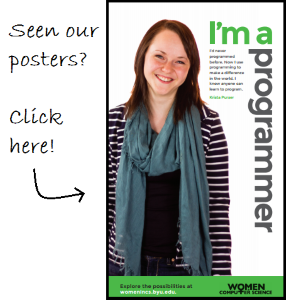 Seen our
posters?
Click
here!
I'm a
programmer
I'd never
programmed
before. Now I use
programming to
make a difference
in the world. I
know anyone can
learn to program.
Explore the possibilities at
womenincs.byu.edu.
WOMEN
COMPUTER SCIENCE